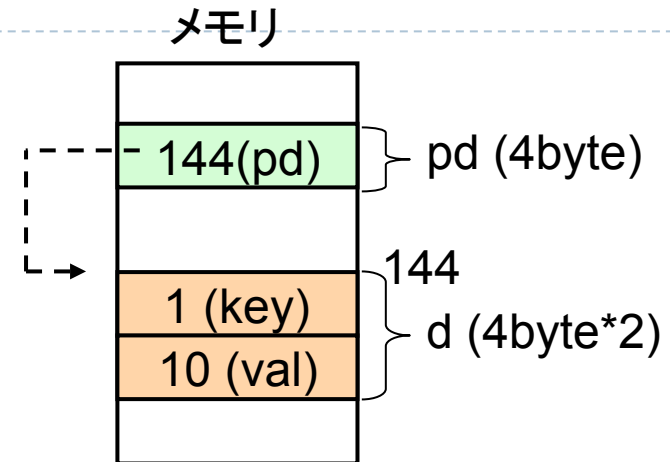 メモリ
144(pd)
pd (4byte)
144
1 (key)
d (4byte*2)
10 (val)